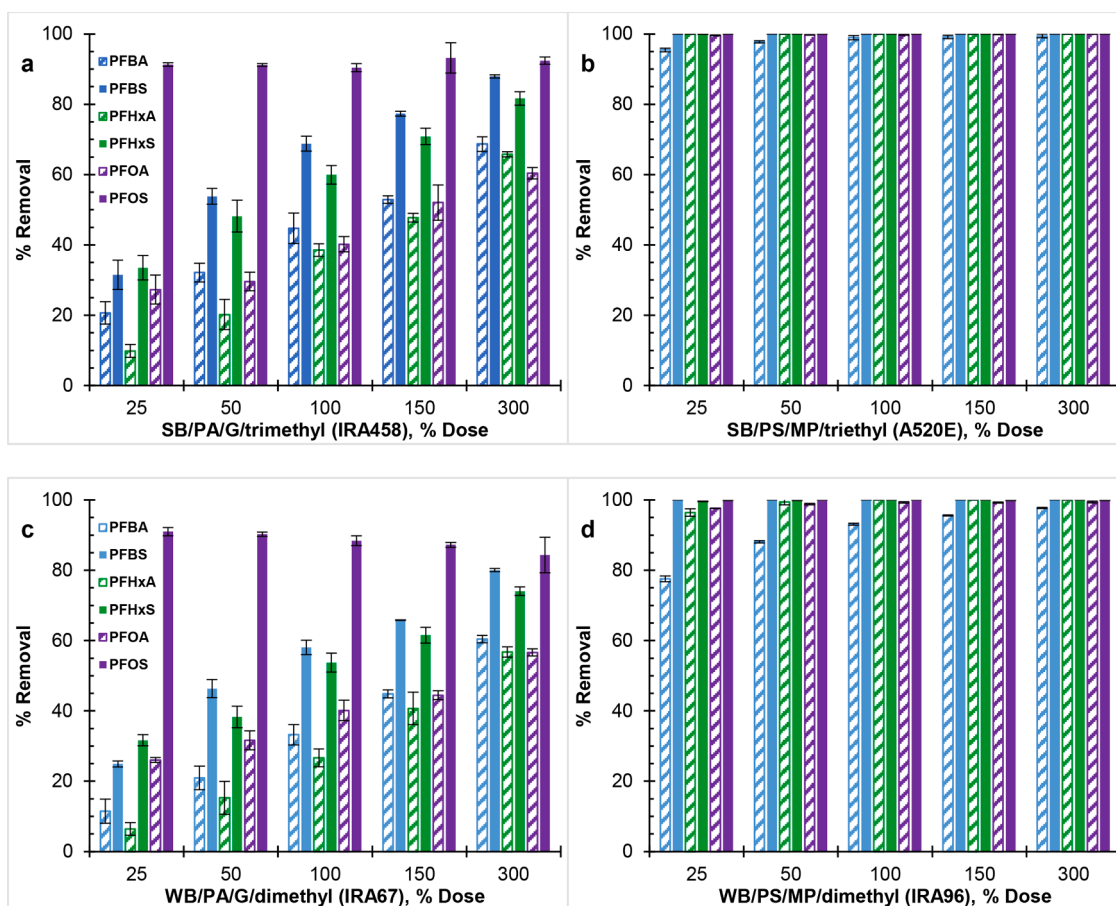 a
PFBA
PFBS
PFHxA
PFHxS
PFOA
PFOS
% Removal
100
80
60
40
20
0
25 50 100 150 300
SB/PA/G/trimethyl (IRA458), % Dose
b
% Removal
100
80
60
40
20
0
25 50 100 150 300
SB/PS/MP/triethyl (A520E), % Dose
c
PFBA
PFBS
PFHxA
PFHxS
PFOA
PFOS
% Removal
100
80
60
40
20
0
25 50 100 150 300
WB/PA/G/dimethyl (IRA67), % Dose
d
% Removal
100
80
60
40
20
0
25 50 100 150 300
WB/PS/MP/dimethyl (IRA96), % Dose